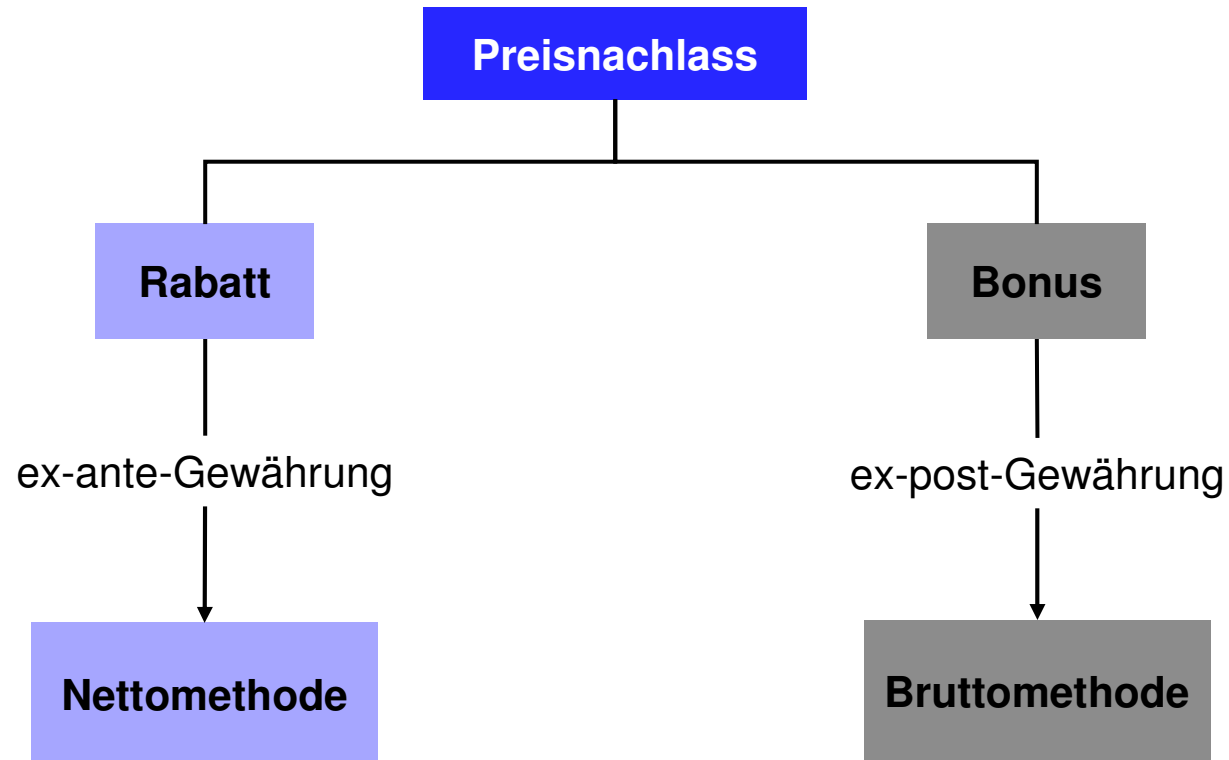 Preisnachlass
Rabatt
Bonus
ex-ante-Gewährung
ex-post-Gewährung
Nettomethode
Bruttomethode